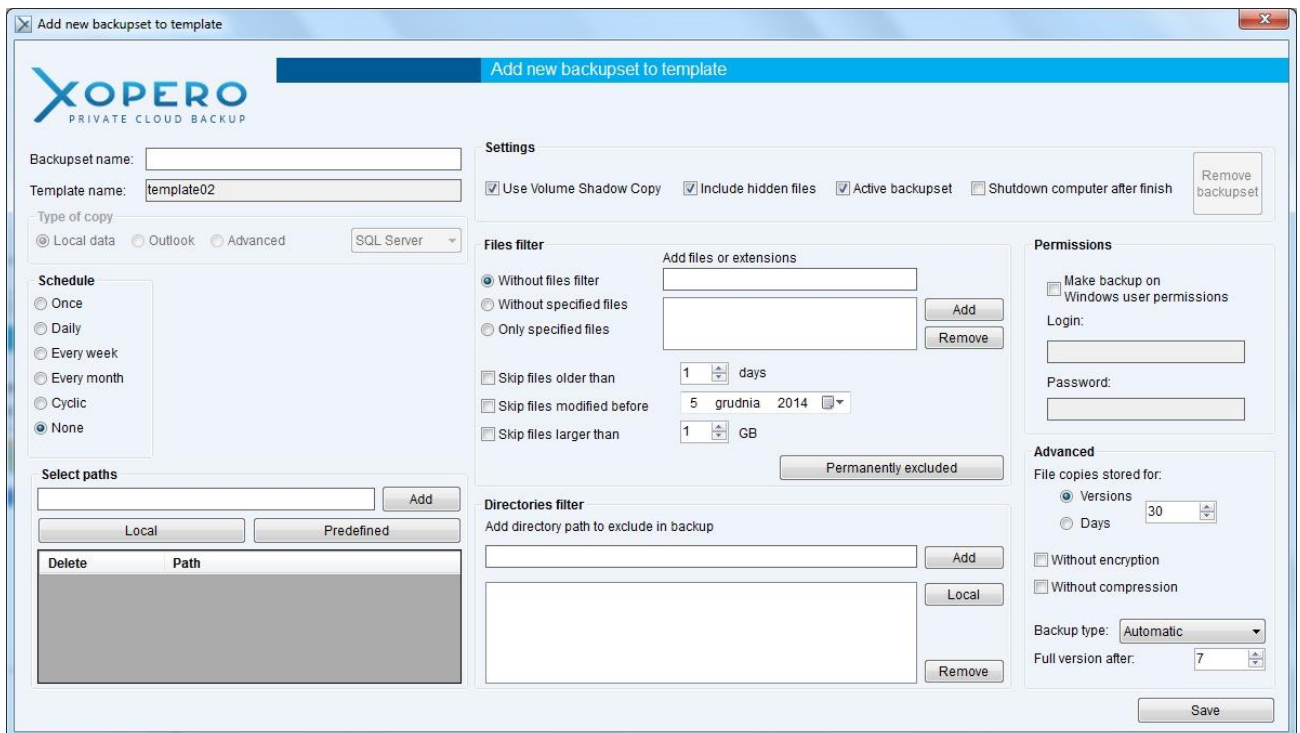 Add new backupset to template
Add new backupset to template
XOPERO
PRIVATE CLOUD BACKUP
Backupset name:
Template name: template02
Type of copy
Local data Outlook Advanced SQL Server
Schedule
Once
Daily
Every week
Every month
Cyclic
None
Select paths
Add
Local Predefined
Delete Path
Settings
Use Volume Shadow Copy Include hidden files Active backupset Shutdown computer after finish
Remove
backupset
Files filter
Add files or extensions
Without files filter
Without specified files
Only specified files
Add
Remove
Skip files older than 1 days
Skip files modified before 5 grudnia 2014
Skip files larger than 1 GB
Permanently excluded
Directories filter
Add directory path to exclude in backup
Add
Local
Remove
Permissions
Make backup on
Windows user permissions
Login:
Password:
Advanced
File copies stored for:
Versions
30
Days
Without encryption
Without compression
Backup type: Automatic
Full version after: 7
Save